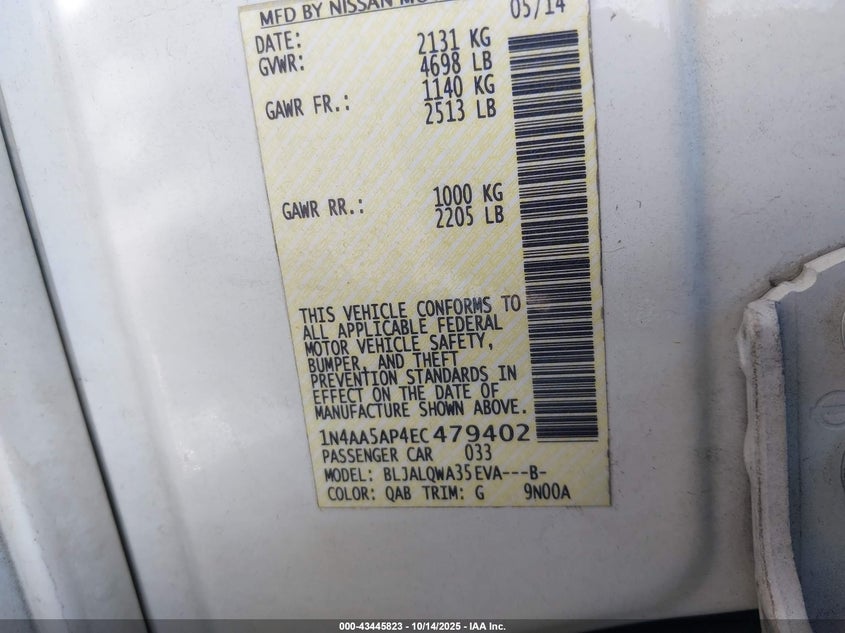 MFD BY NISSAN MO
05/14
DATE:
GVWR: 2131 KG
4698 LB
GAWR FR.: 1140 KG
2513 LB
GAWR RR.: 1000 KG
2205 LB
THIS VEHICLE CONFORMS TO
ALL APPLICABLE FEDERAL
MOTOR VEHICLE SAFETY,
BUMPER, AND THEFT
PREVENTION STANDARDS IN
EFFECT ON THE DATE OF
MANUFACTURE SHOWN ABOVE.
1N4AA5AP4EC479402
PASSENGER CAR 033
MODEL: BLJALQWA35EVA---B-
COLOR: QAB TRIM: G 9N00A
000-43445823 - 10/14/2025 - IAA Inc.